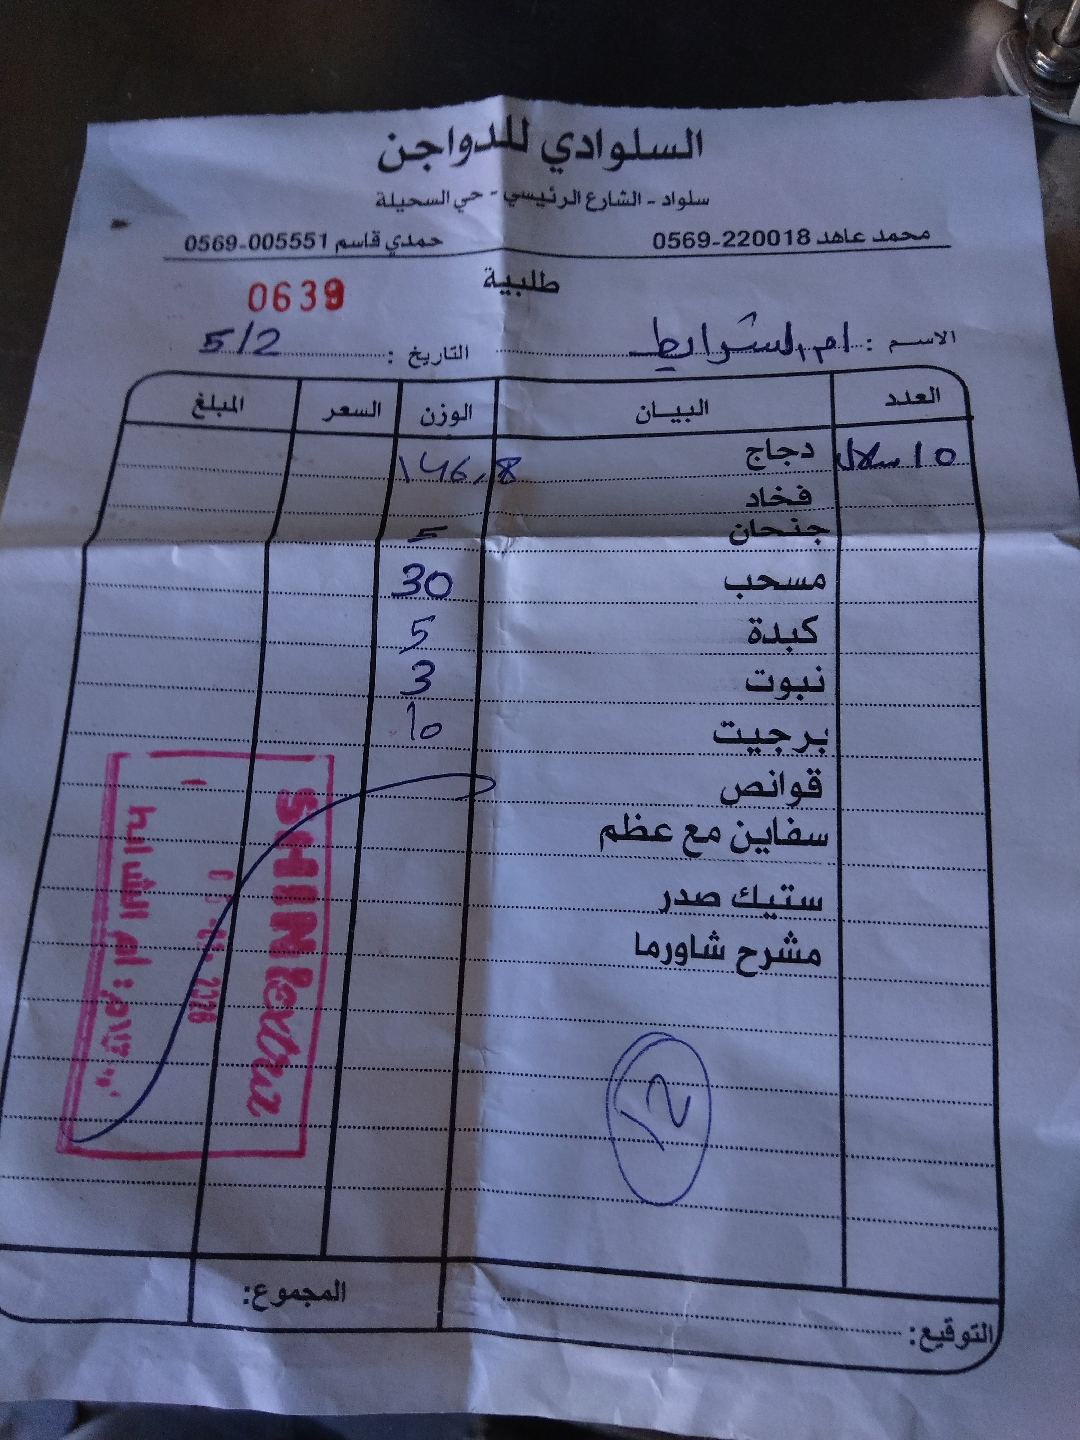 السلوادي للدواجن
سلواد - الشارع الرئيسي - حي السحيلة
محمد عاهد 0569-220018 حمدي قاسم 0569-005551
طلبية
0639
الاسم : ام الشرايط التاريخ : 5/2
العدد البيان الوزن السعر المبلغ
10 سلال دجاج 146,8
فخاد
جنحان 5
مسحب 30
كبدة 5
نبوت 3
برجيت 10
قوانص
سفاين مع عظم
ستيك صدر
مشرح شاورما
12
المجموع:
التوقيع:
SHINextra